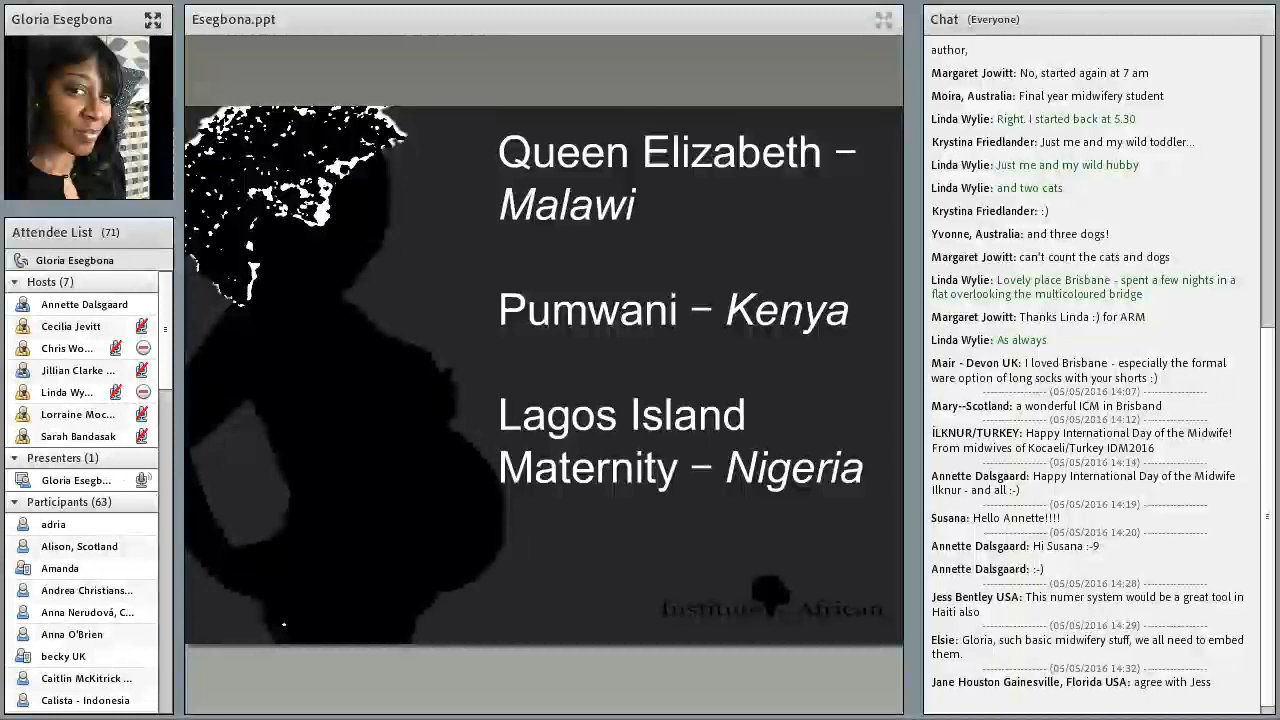 Gloria Esegbona
Attendee List (71)
Gloria Esegbona
Hosts (7)
Annette Dalsgaard
Cecilia Jevitt
Chris Wo...
Jillian Clarke ...
Linda Wy...
Lorraine Moc...
Sarah Bandasak
Presenters (1)
Gloria Esegb...
Participants (63)
adria
Alison, Scotland
Amanda
Andrea Christians...
Anna Nerudová, C...
Anna O'Brien
becky UK
Caitlin McKitrick ...
Calista - Indonesia
Esegbona.ppt
Queen Elizabeth –
Malawi
Pumwani – Kenya
Lagos Island
Maternity – Nigeria
Institute African
Chat (Everyone)
author,
Margaret Jowitt: No, started again at 7 am
Moira, Australia: Final year midwifery student
Linda Wylie: Right. I started back at 5.30
Krystina Friedlander: Just me and my wild toddler...
Linda Wylie: Just me and my wild hubby
Linda Wylie: and two cats
Krystina Friedlander: :)
Yvonne, Australia: and three dogs!
Margaret Jowitt: can't count the cats and dogs
Linda Wylie: Lovely place Brisbane - spent a few nights in a
flat overlooking the multicoloured bridge
Margaret Jowitt: Thanks Linda :) for ARM
Linda Wylie: As always
Mair - Devon UK: I loved Brisbane - especially the formal
ware option of long socks with your shorts :)
------------------ (05/05/2016 14:07) ------------------
Mary--Scotland: a wonderful ICM in Brisband
------------------ (05/05/2016 14:12) ------------------
İLKNUR/TURKEY: Happy International Day of the Midwife!
From midwives of Kocaeli/Turkey IDM2016
------------------ (05/05/2016 14:14) ------------------
Annette Dalsgaard: Happy International Day of the Midwife
Ilknur - and all :-)
------------------ (05/05/2016 14:19) ------------------
Susana: Hello Annette!!!!
------------------ (05/05/2016 14:20) ------------------
Annette Dalsgaard: Hi Susana :-9
Annette Dalsgaard: :-)
------------------ (05/05/2016 14:28) ------------------
Jess Bentley USA: This numer system would be a great tool in
Haiti also
------------------ (05/05/2016 14:29) ------------------
Elsie: Gloria, such basic midwifery stuff, we all need to embed
them.
------------------ (05/05/2016 14:32) ------------------
Jane Houston Gainesville, Florida USA: agree with Jess